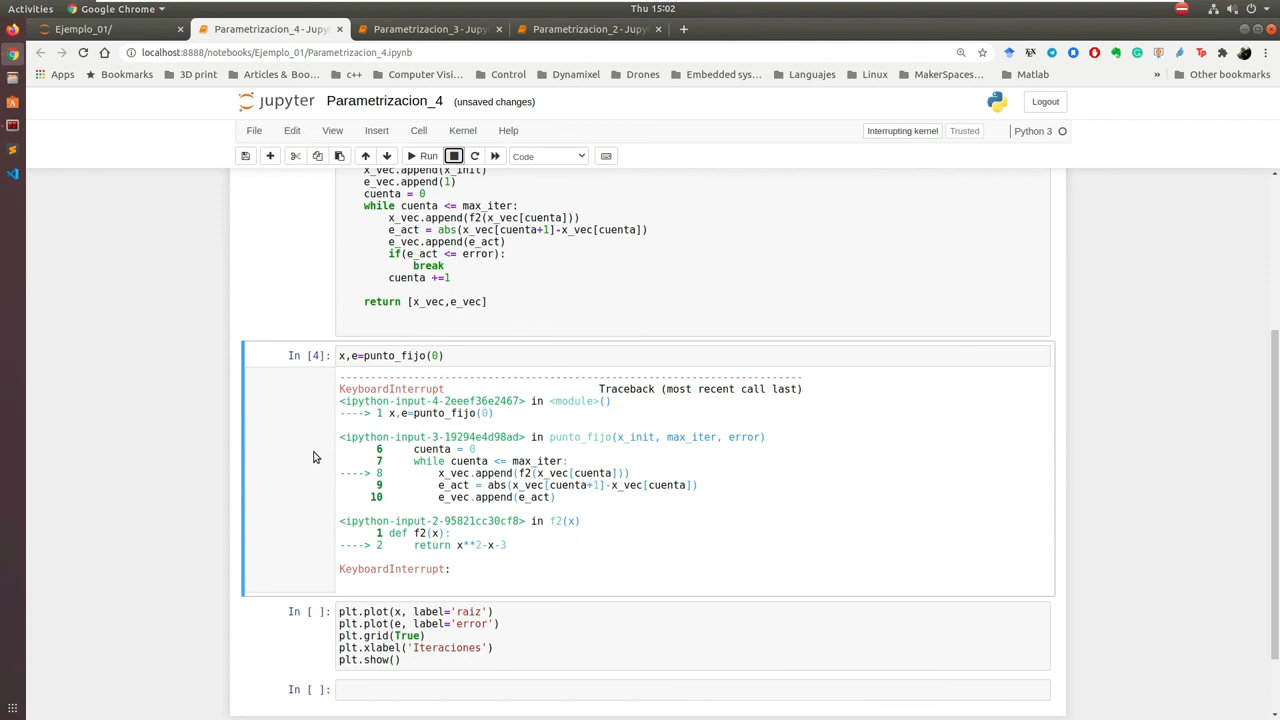 Activities
Google Chrome
Thu 15:02
Ejemplo_01/
Parametrizacion_4 - Jupyt
Parametrizacion_3 - Jupyt
Parametrizacion_2 - Jupyt
localhost:8888/notebooks/Ejemplo_01/Parametrizacion_4.ipynb
Apps Bookmarks 3D print Articles & Boo... c++ Computer Visi... Control Dynamixel Drones Embedded sys... Languajes Linux MakerSpaces... Matlab » Other bookmarks
jupyter Parametrizacion_4 (unsaved changes) Logout
File Edit View Insert Cell Kernel Help Interrupting kernel Trusted Python 3
Run Code
x_vec.append(x_init)
e_vec.append(1)
cuenta = 0
while cuenta <= max_iter:
x_vec.append(f2(x_vec[cuenta]))
e_act = abs(x_vec[cuenta+1]-x_vec[cuenta])
e_vec.append(e_act)
if(e_act <= error):
break
cuenta +=1
return [x_vec,e_vec]
In [4]: x,e=punto_fijo(0)
---------------------------------------------------------------------------
KeyboardInterrupt Traceback (most recent call last)
<ipython-input-4-2eeef36e2467> in <module>()
----> 1 x,e=punto_fijo(0)
<ipython-input-3-19294e4d98ad> in punto_fijo(x_init, max_iter, error)
6 cuenta = 0
7 while cuenta <= max_iter:
----> 8 x_vec.append(f2(x_vec[cuenta]))
9 e_act = abs(x_vec[cuenta+1]-x_vec[cuenta])
10 e_vec.append(e_act)
<ipython-input-2-95821cc30cf8> in f2(x)
1 def f2(x):
----> 2 return x**2-x-3
KeyboardInterrupt:
In [ ]: plt.plot(x, label='raiz')
plt.plot(e, label='error')
plt.grid(True)
plt.xlabel('Iteraciones')
plt.show()
In [ ]: